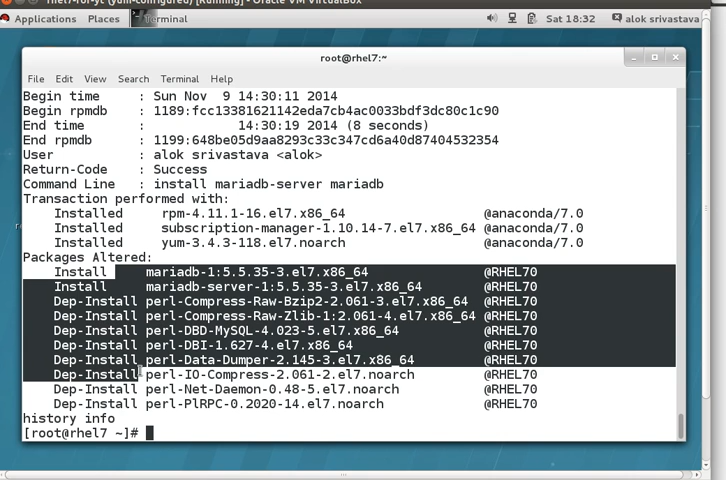 rhel7-for-yc (yum-configured) [Running] - Oracle VM VirtualBox
Applications Places Terminal Sat 18:32 alok srivastava
root@rhel7:~
File Edit View Search Terminal Help
Begin time : Sun Nov 9 14:30:11 2014
Begin rpmdb : 1189:fcc13381621142eda7cb4ac0033bdf3dc80c1c90
End time : 14:30:19 2014 (8 seconds)
End rpmdb : 1199:648be05d9aa8293c33c347cd6a40d87404532354
User : alok srivastava <alok>
Return-Code : Success
Command Line : install mariadb-server mariadb
Transaction performed with:
Installed rpm-4.11.1-16.el7.x86_64 @anaconda/7.0
Installed subscription-manager-1.10.14-7.el7.x86_64 @anaconda/7.0
Installed yum-3.4.3-118.el7.noarch @anaconda/7.0
Packages Altered:
Install mariadb-1:5.5.35-3.el7.x86_64 @RHEL70
Install mariadb-server-1:5.5.35-3.el7.x86_64 @RHEL70
Dep-Install perl-Compress-Raw-Bzip2-2.061-3.el7.x86_64 @RHEL70
Dep-Install perl-Compress-Raw-Zlib-1:2.061-4.el7.x86_64 @RHEL70
Dep-Install perl-DBD-MySQL-4.023-5.el7.x86_64 @RHEL70
Dep-Install perl-DBI-1.627-4.el7.x86_64 @RHEL70
Dep-Install perl-Data-Dumper-2.145-3.el7.x86_64 @RHEL70
Dep-Install perl-IO-Compress-2.061-2.el7.noarch @RHEL70
Dep-Install perl-Net-Daemon-0.48-5.el7.noarch @RHEL70
Dep-Install perl-PlRPC-0.2020-14.el7.noarch @RHEL70
history info
[root@rhel7 ~]#